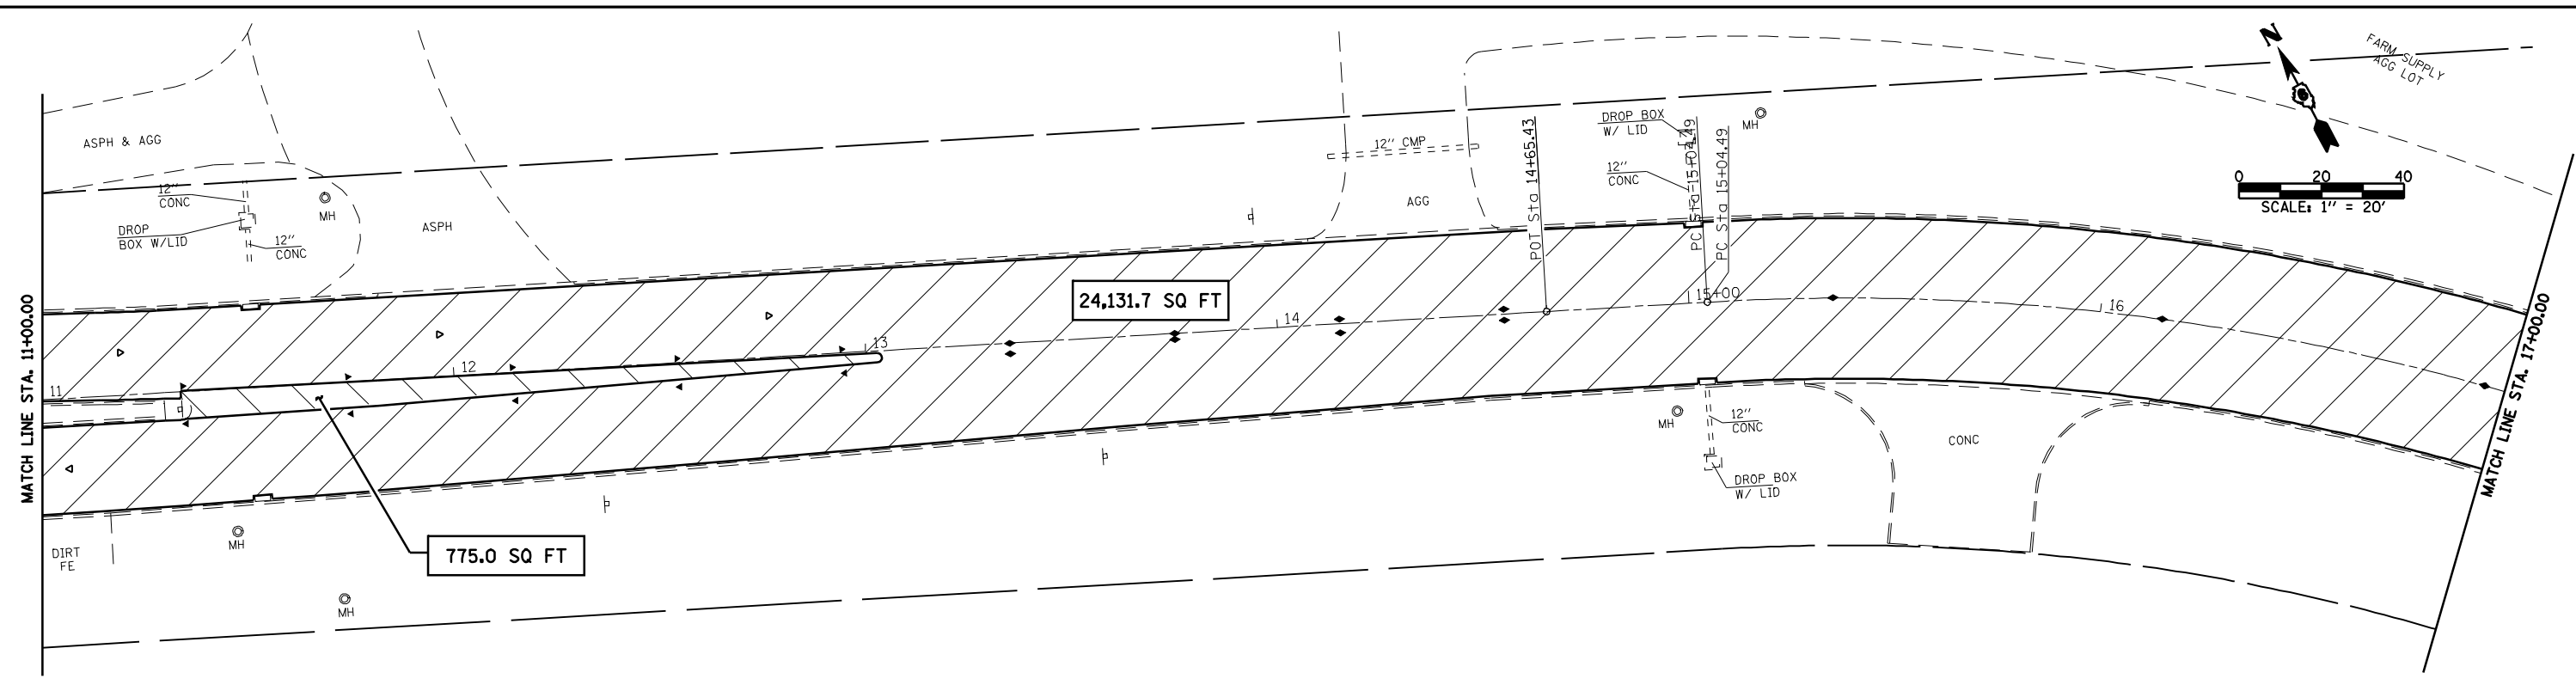 N
FARM SUPPLY
AGG LOT
0 20 40
SCALE: 1'' = 20'
ASPH & AGG
12''
CONC
MH
DROP
BOX W/LID
12''
CONC
ASPH
12'' CMP
AGG
POT Sta 14+65.43
DROP BOX
W/ LID
12''
CONC
PC Sta 15+04.49
PC Sta 15+04.49
MH
MATCH LINE STA. 11+00.00
24,131.7 SQ FT
11
12
13
14
15+00
16
MATCH LINE STA. 17+00.00
MH
12''
CONC
DROP BOX
W/ LID
CONC
775.0 SQ FT
DIRT
FE
MH
MH